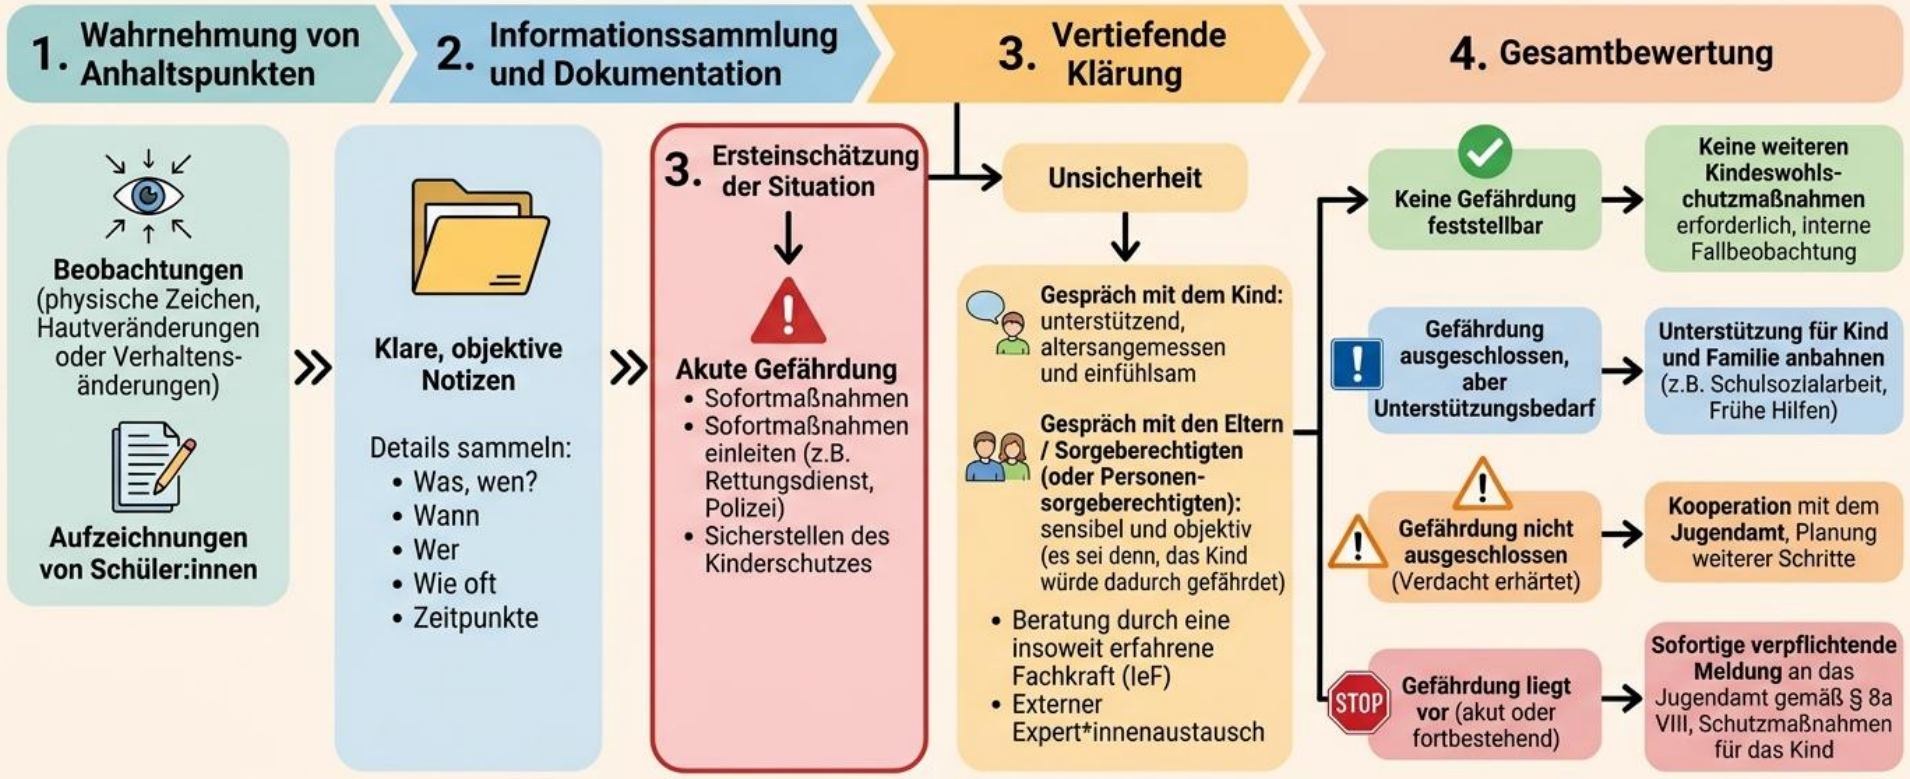 1. Wahrnehmung von
Anhaltspunkten
2. Informationssammlung
und Dokumentation
3. Vertiefende
Klärung
4. Gesamtbewertung
Beobachtungen
(physische Zeichen,
Hautveränderungen
oder Verhaltens-
änderungen)
Aufzeichnungen
von Schüler:innen
Klare, objektive
Notizen
Details sammeln:
• Was, wen?
• Wann
• Wer
• Wie oft
• Zeitpunkte
3. Ersteinschätzung
der Situation
Akute Gefährdung
• Sofortmaßnahmen
• Sofortmaßnahmen
einleiten (z.B.
Rettungsdienst,
Polizei)
• Sicherstellen des
Kinderschutzes
Unsicherheit
Gespräch mit dem Kind:
unterstützend,
altersangemessen
und einfühlsam
Gespräch mit den Eltern
/ Sorgeberechtigten
(oder Personen-
sorgeberechtigten):
sensibel und objektiv
(es sei denn, das Kind
würde dadurch gefährdet)
• Beratung durch eine
insoweit erfahrene
Fachkraft (IeF)
• Externer
Expert*innenaustausch
Keine Gefährdung
feststellbar
Keine weiteren
Kindeswohls-
chutzmaßnahmen
erforderlich, interne
Fallbeobachtung
Gefährdung
ausgeschlossen,
aber
Unterstützungsbedarf
Unterstützung für Kind
und Familie anbahnen
(z.B. Schulsozialarbeit,
Frühe Hilfen)
Gefährdung nicht
ausgeschlossen
(Verdacht erhärtet)
Kooperation mit dem
Jugendamt, Planung
weiterer Schritte
STOP
Gefährdung liegt
vor (akut oder
fortbestehend)
Sofortige verpflichtende
Meldung an das
Jugendamt gemäß § 8a
VIII, Schutzmaßnahmen
für das Kind